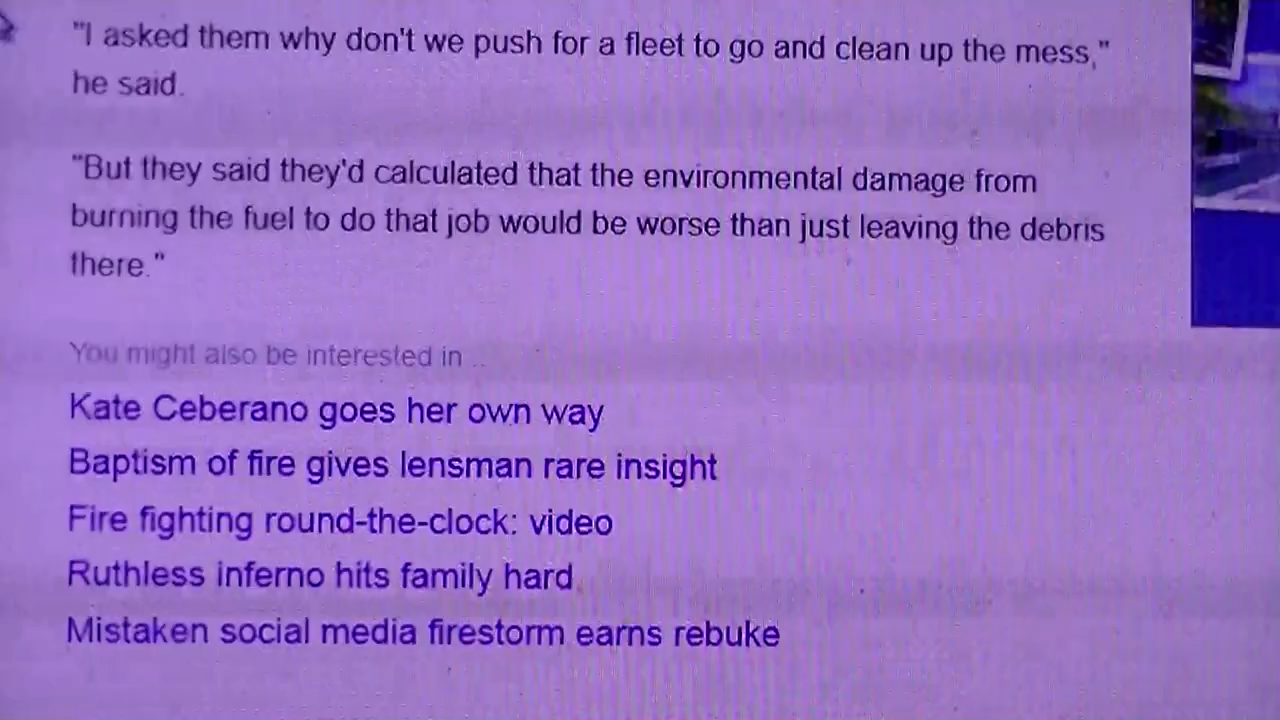 "I asked them why don't we push for a fleet to go and clean up the mess,"
he said.
"But they said they'd calculated that the environmental damage from
burning the fuel to do that job would be worse than just leaving the debris
there."
You might also be interested in
Kate Ceberano goes her own way
Baptism of fire gives lensman rare insight
Fire fighting round-the-clock: video
Ruthless inferno hits family hard
Mistaken social media firestorm earns rebuke